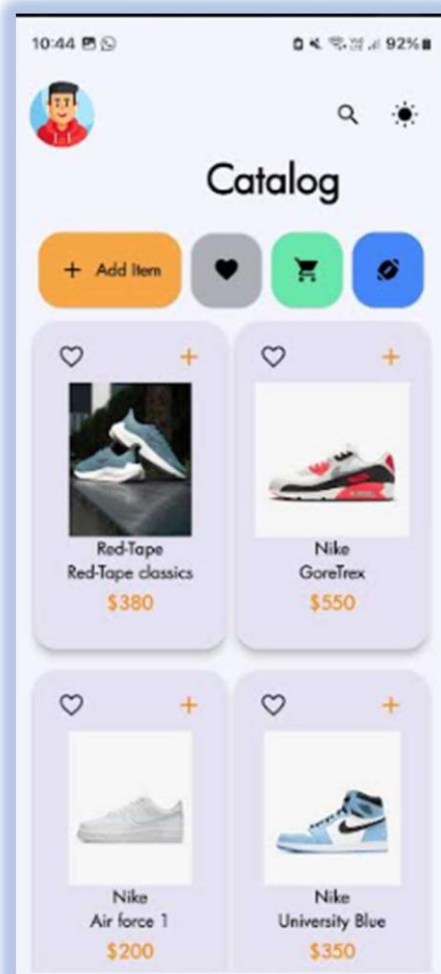 10:44
92%
Catalog
+ Add Item
Red-Tape
Red-Tape classics
$380
Nike
GoreTrex
$550
Nike
Air force 1
$200
Nike
University Blue
$350